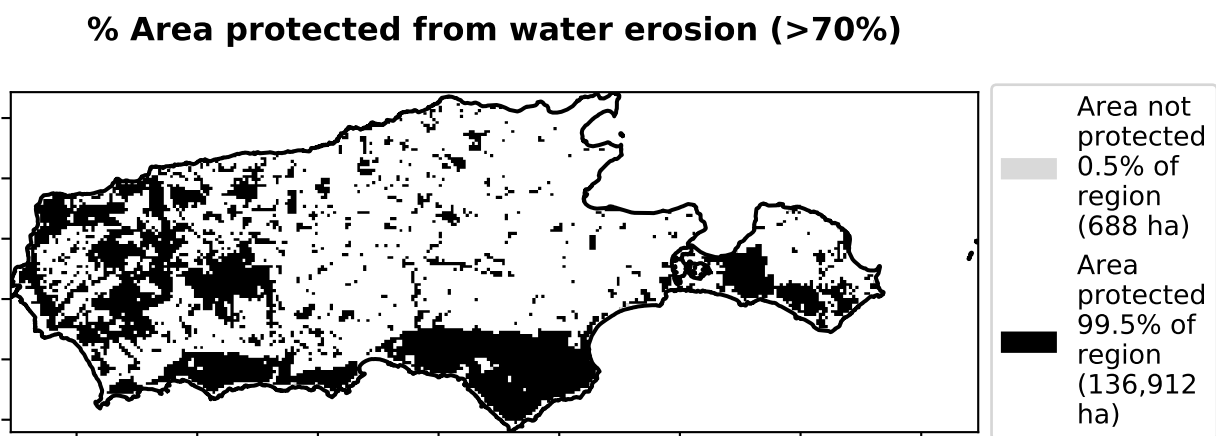 % Area protected from water erosion (>70%)
Area not
protected
0.5% of
region
(688 ha)
Area
protected
99.5% of
region
(136,912
ha)